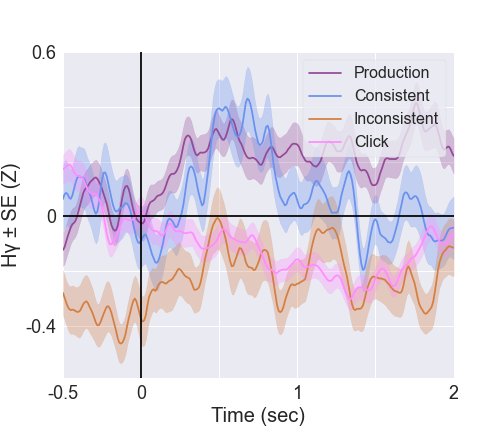 0.6
Production
Consistent
Inconsistent
Click
Hγ ± SE (Z)
0
-0.4
-0.5 0 1 2
Time (sec)